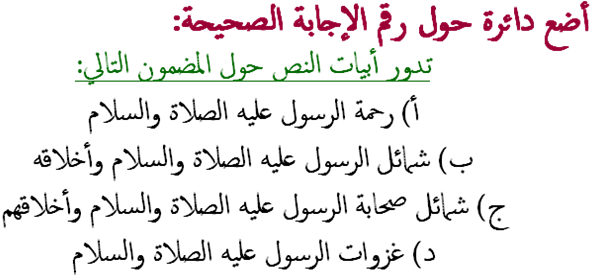 أضع دائرة حول رقم الإجابة الصحيحة:
تدور أبيات النص حول المضمون التالي:
أ) رحمة الرسول عليه الصلاة والسلام
ب) شمائل الرسول عليه الصلاة والسلام وأخلاقه
ج) شمائل صحابة الرسول عليه الصلاة والسلام وأخلاقهم
د) غزوات الرسول عليه الصلاة والسلام